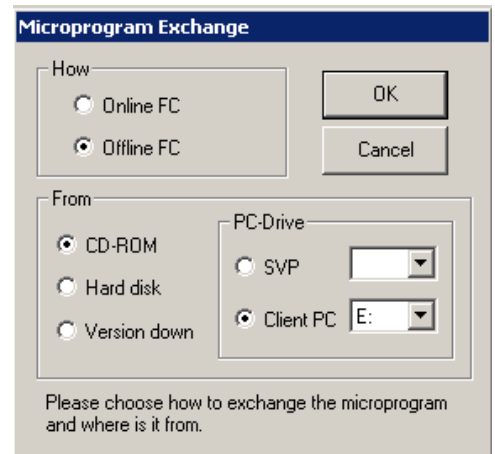 Microprogram Exchange
How
Online FC
Offline FC
OK
Cancel
From
CD-ROM
Hard disk
Version down
PC-Drive
SVP
Client PC E:
Please choose how to exchange the microprogram
and where is it from.